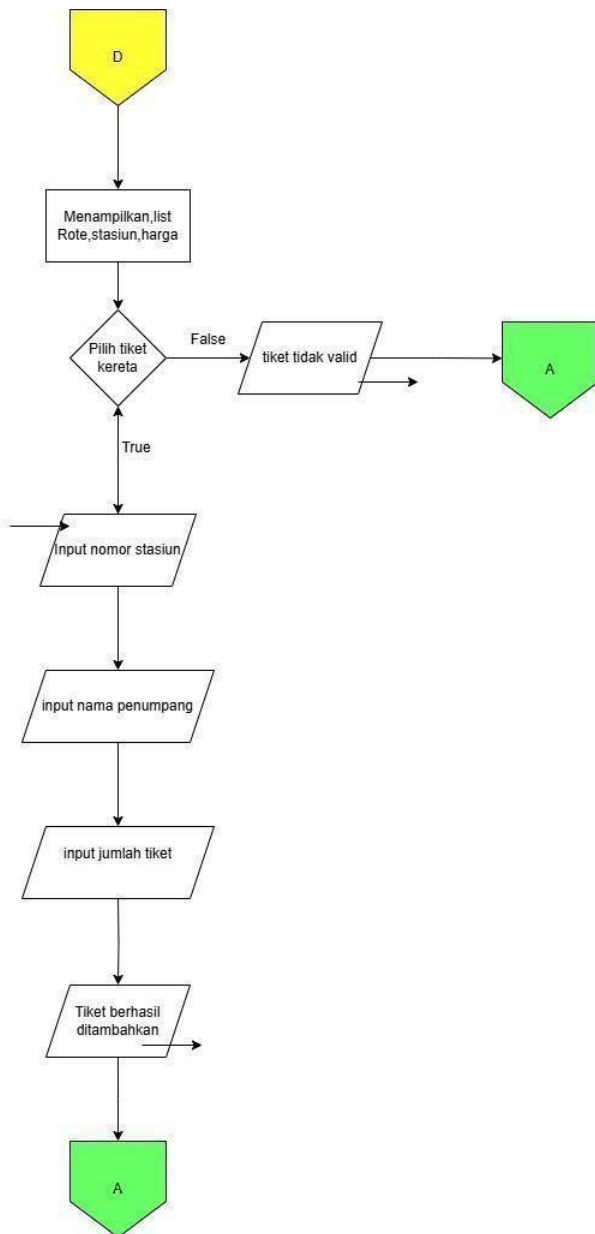 D
Menampilkan,list
Rote,stasiun,harga
Pilih tiket
kereta
False
tiket tidak valid
A
True
Input nomor stasiun
input nama penumpang
input jumlah tiket
Tiket berhasil
ditambahkan
A